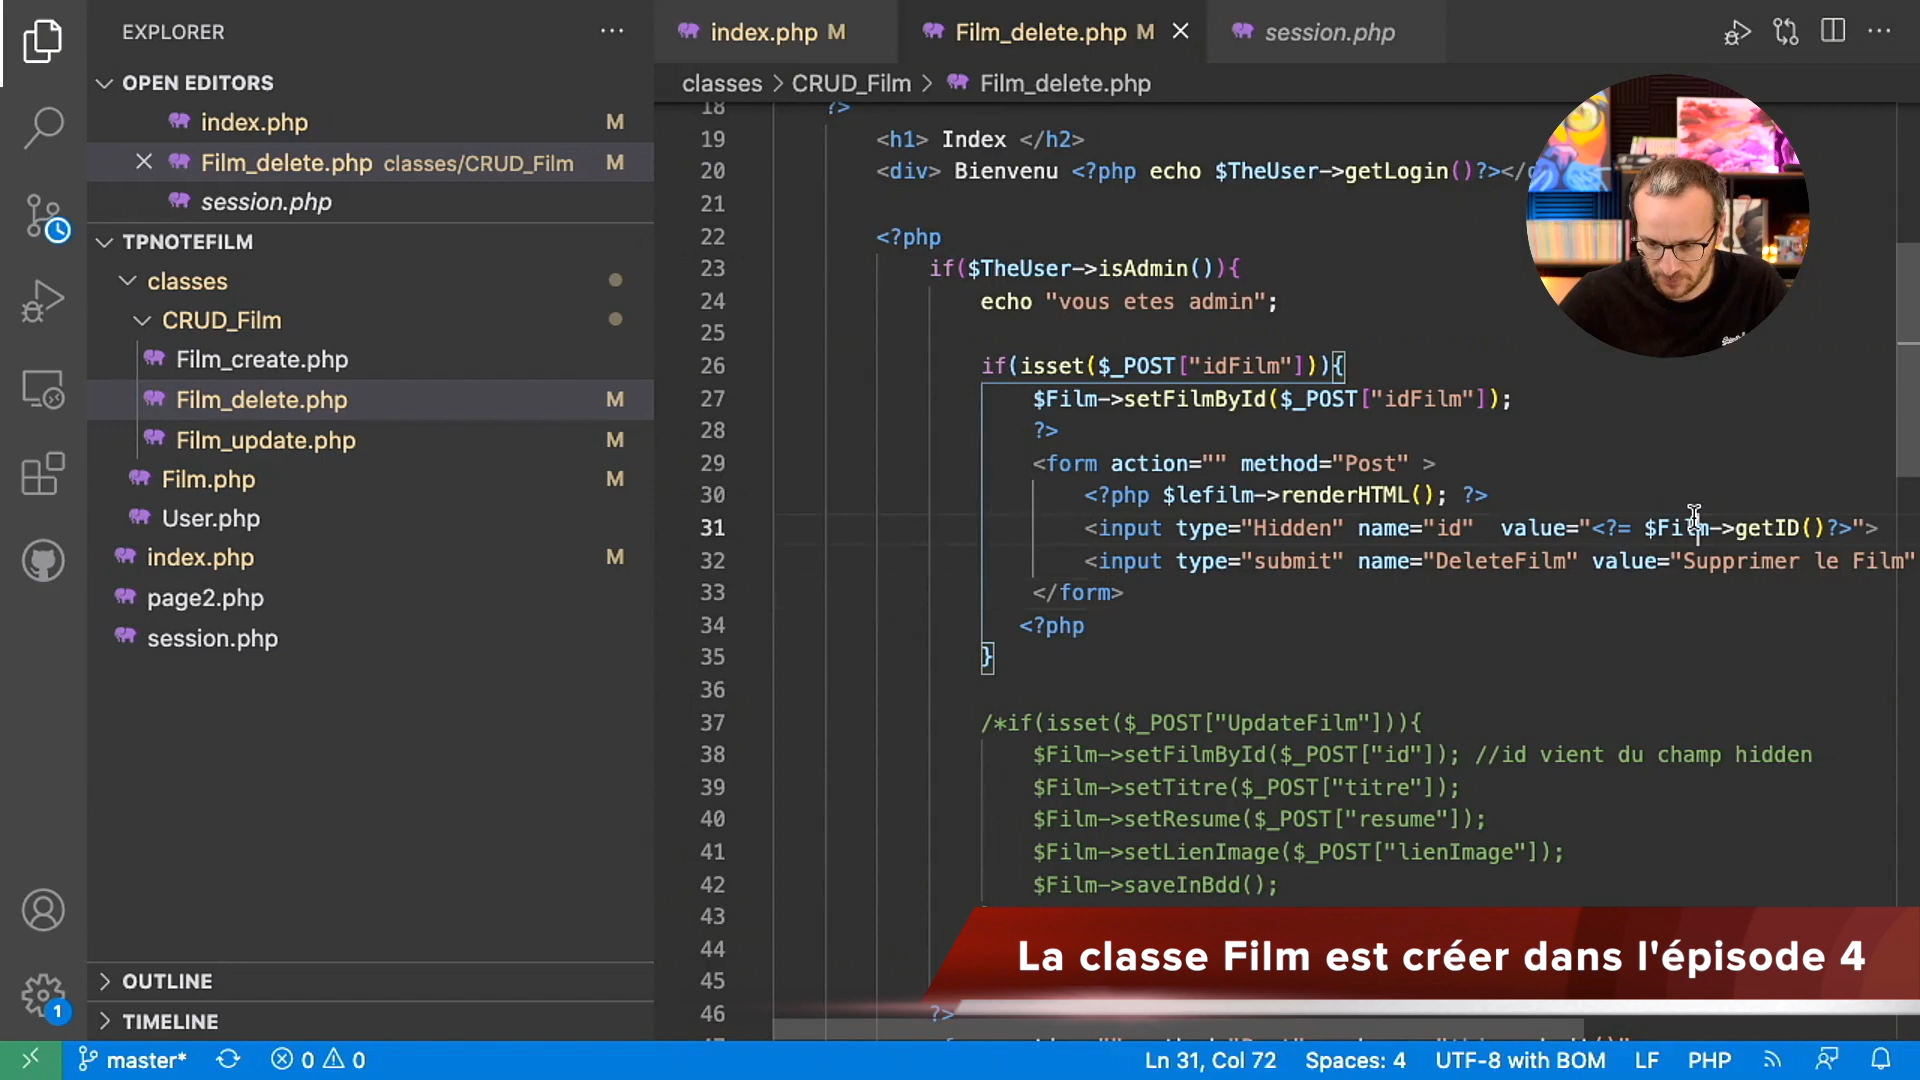 EXPLORER
OPEN EDITORS
index.php M
Film_delete.php classes/CRUD_Film M
session.php
TPNOTEFILM
classes
CRUD_Film
Film_create.php
Film_delete.php M
Film_update.php M
Film.php M
User.php
index.php M
page2.php
session.php
OUTLINE
TIMELINE
index.php M
Film_delete.php M
session.php
classes > CRUD_Film > Film_delete.php
18 ?>
19 <h1> Index </h2>
20 <div> Bienvenu <?php echo $TheUser->getLogin()?></
21
22 <?php
23 if($TheUser->isAdmin()){
24 echo "vous etes admin";
25
26 if(isset($_POST["idFilm"])){
27 $Film->setFilmById($_POST["idFilm"]);
28 ?>
29 <form action="" method="Post" >
30 <?php $lefilm->renderHTML(); ?>
31 <input type="Hidden" name="id"  value="<?= $Film->getID()?>">
32 <input type="submit" name="DeleteFilm" value="Supprimer le Film"
33 </form>
34 <?php
35 }
36
37 /*if(isset($_POST["UpdateFilm"])){
38 $Film->setFilmById($_POST["id"]); //id vient du champ hidden
39 $Film->setTitre($_POST["titre"]);
40 $Film->setResume($_POST["resume"]);
41 $Film->setLienImage($_POST["lienImage"]);
42 $Film->saveInBdd();
43
44
45
46 ?>
La classe Film est créer dans l'épisode 4
1
master* 0 0
Ln 31, Col 72 Spaces: 4 UTF-8 with BOM LF PHP